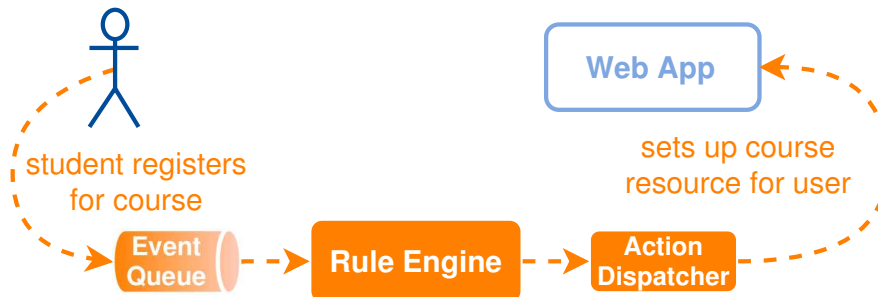 Web App
student registers
for course
sets up course
resource for user
Event
Queue
Rule Engine
Action
Dispatcher